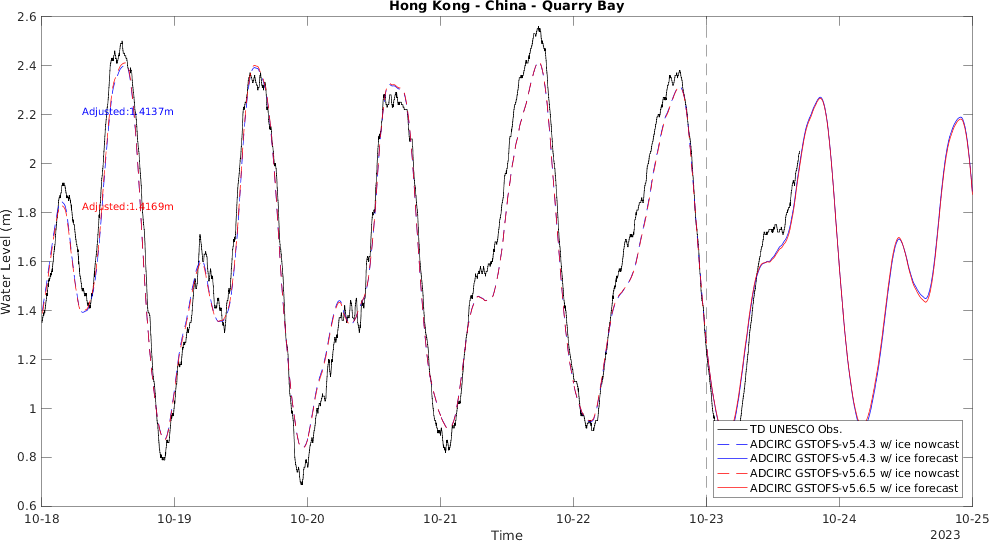 Hong Kong - China - Quarry Bay
2.6
2.4
2.2
2
1.8
1.6
1.4
1.2
1
0.8
0.6
Water Level (m)
Adjusted:1.4137m
Adjusted:1.4169m
TD UNESCO Obs.
ADCIRC GSTOFS-v5.4.3 w/ ice nowcast
ADCIRC GSTOFS-v5.4.3 w/ ice forecast
ADCIRC GSTOFS-v5.6.5 w/ ice nowcast
ADCIRC GSTOFS-v5.6.5 w/ ice forecast
10-18 10-19 10-20 10-21 10-22 10-23 10-24 10-25
Time
2023